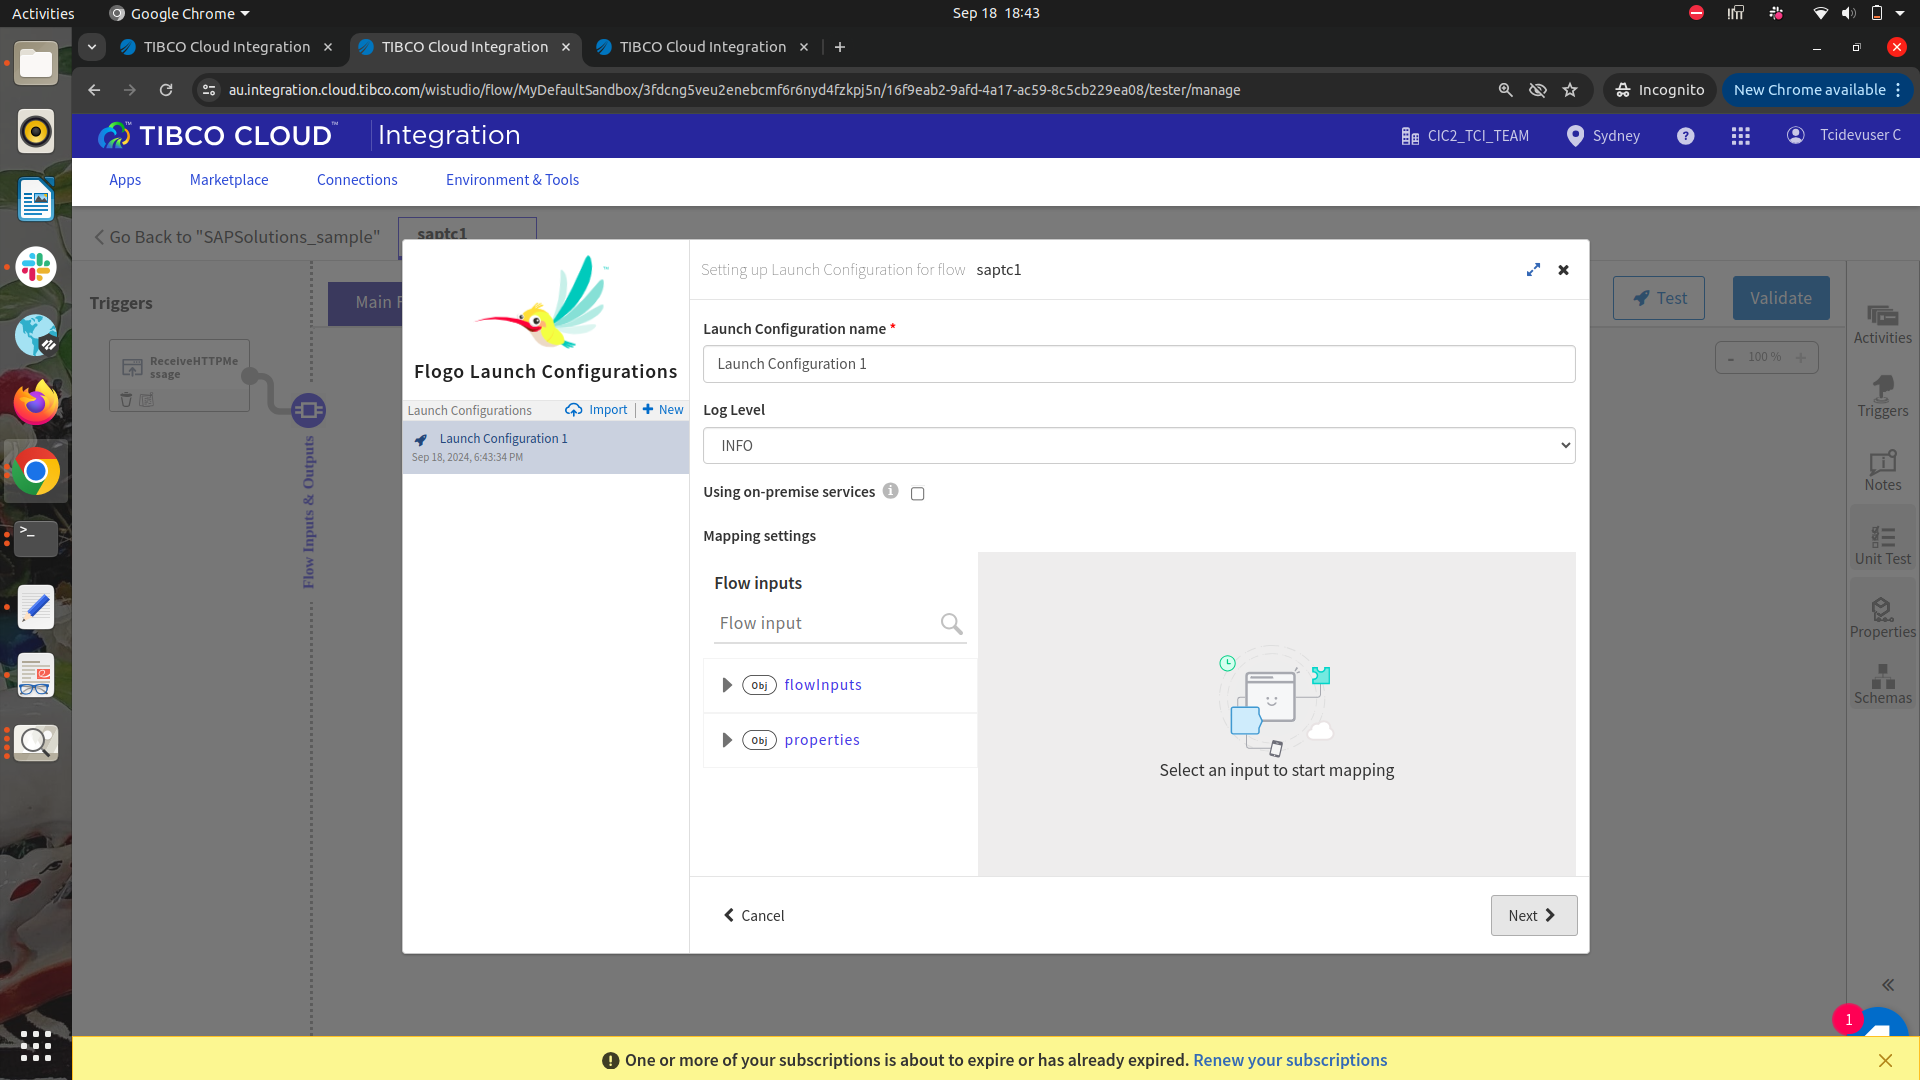 Activities
Google Chrome
Sep 18 18:43
TIBCO Cloud Integration
TIBCO Cloud Integration
TIBCO Cloud Integration
au.integration.cloud.tibco.com/wistudio/flow/MyDefaultSandbox/3fdcng5veu2enebcmf6r6nyd4fzkpj5n/16f9eab2-9afd-4a17-ac59-8c5cb229ea08/tester/manage
Incognito
New Chrome available
TIBCO CLOUD™ Integration
CIC2_TCI_TEAM
Sydney
Tcidevuser C
Apps
Marketplace
Connections
Environment & Tools
Go Back to "SAPSolutions_sample"
saptc1
Triggers
Main F
ReceiveHTTPMe
ssage
Flow Inputs & Outputs
Flogo Launch Configurations
Launch Configurations
Import
New
Launch Configuration 1
Sep 18, 2024, 6:43:34 PM
Setting up Launch Configuration for flow saptc1
Launch Configuration name *
Launch Configuration 1
Log Level
INFO
Using on-premise services
Mapping settings
Flow inputs
Flow input
Obj flowInputs
Obj properties
Select an input to start mapping
Cancel
Next
Test
Validate
- 100 % +
Activities
Triggers
Notes
Unit Test
Properties
Schemas
1
One or more of your subscriptions is about to expire or has already expired. Renew your subscriptions